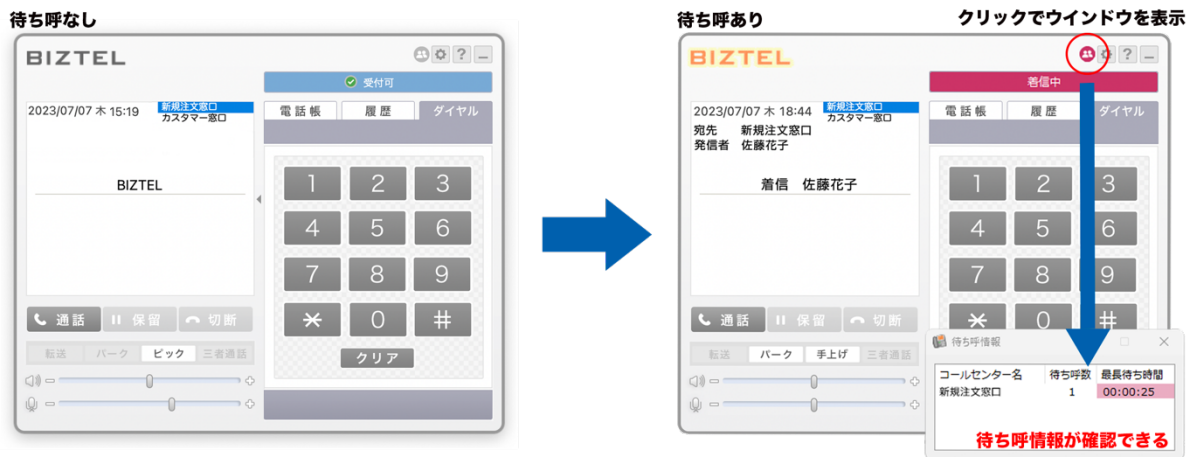 待ち呼なし
BIZTEL
?
受付可
2023/07/07 木 15:19
新規注文窓口
カスタマー窓口
電話帳 履歴 ダイヤル
BIZTEL
1 2 3
4 5 6
7 8 9
* 0 #
クリア
通話 保留 切断
転送 パーク ピック 三者通話
待ち呼あり
クリックでウインドウを表示
BIZTEL
?
着信中
2023/07/07 木 18:44
新規注文窓口
カスタマー窓口
宛先 新規注文窓口
発信者 佐藤花子
電話帳 履歴 ダイヤル
着信 佐藤花子
1 2 3
4 5 6
7 8 9
* 0 #
通話 保留 切断
転送 パーク 手上げ 三者通話
待ち呼情報
コールセンター名 待ち呼数 最長待ち時間
新規注文窓口 1 00:00:25
待ち呼情報が確認できる